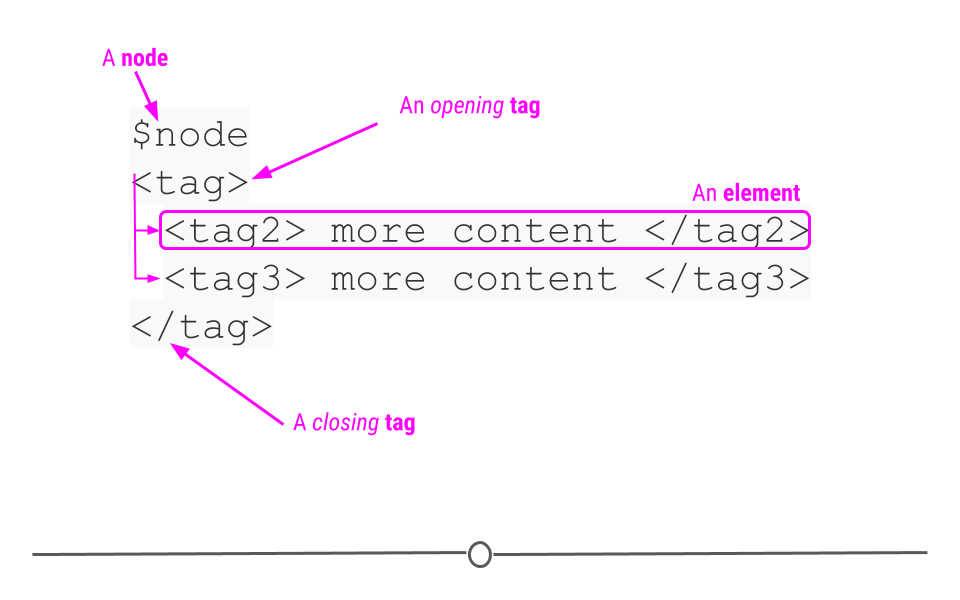 A node
An opening tag
$node
<tag>
An element
<tag2> more content </tag2>
<tag3> more content </tag3>
</tag>
A closing tag